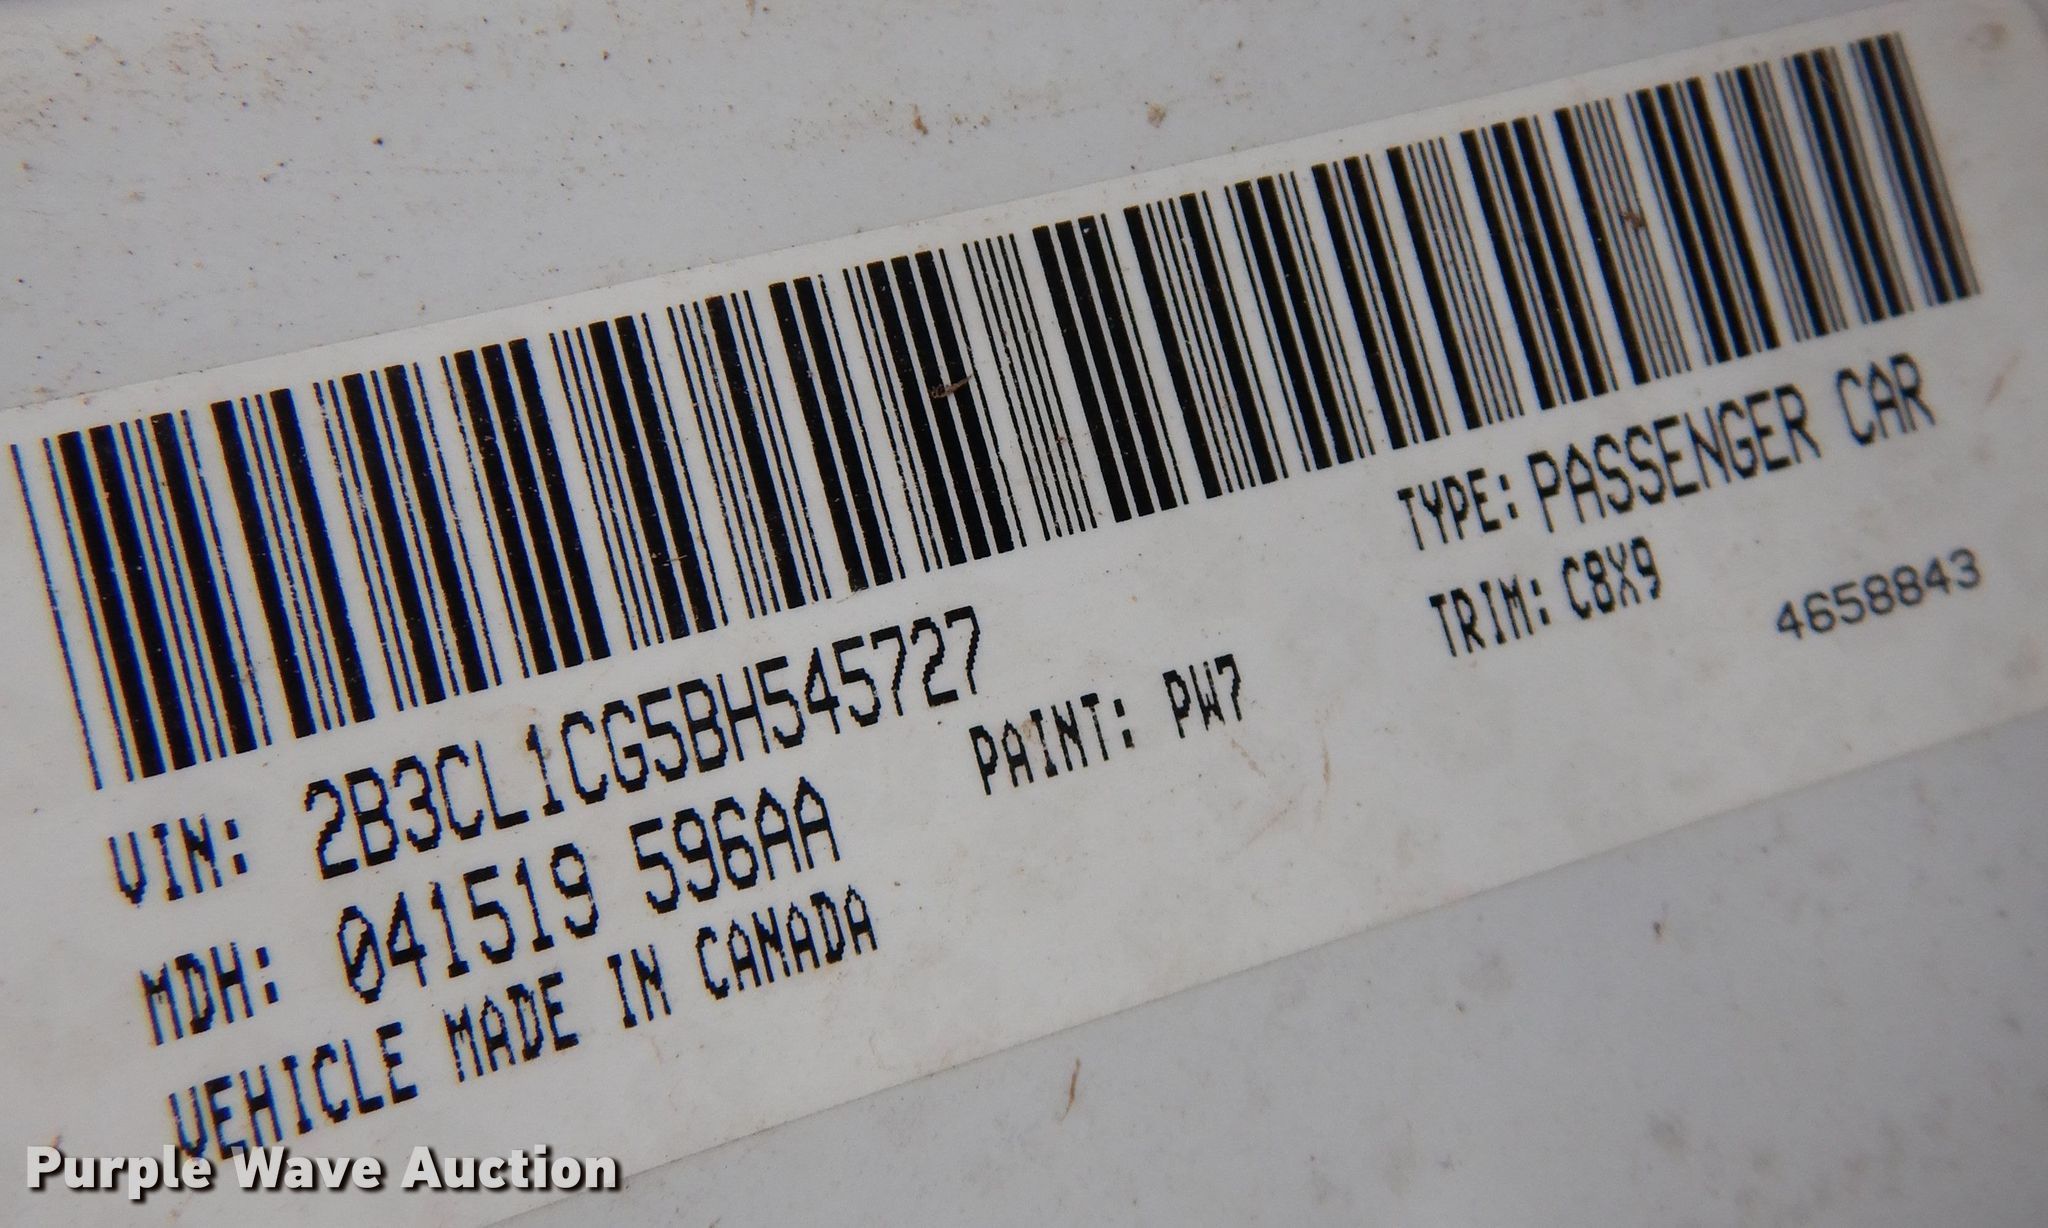 TYPE: PASSENGER CAR
VIN: 2B3CL1CG5BH545727
TRIM: C8X9
MDH: 041519 596AA
PAINT: PW7
4658843
VEHICLE MADE IN CANADA
Purple Wave Auction